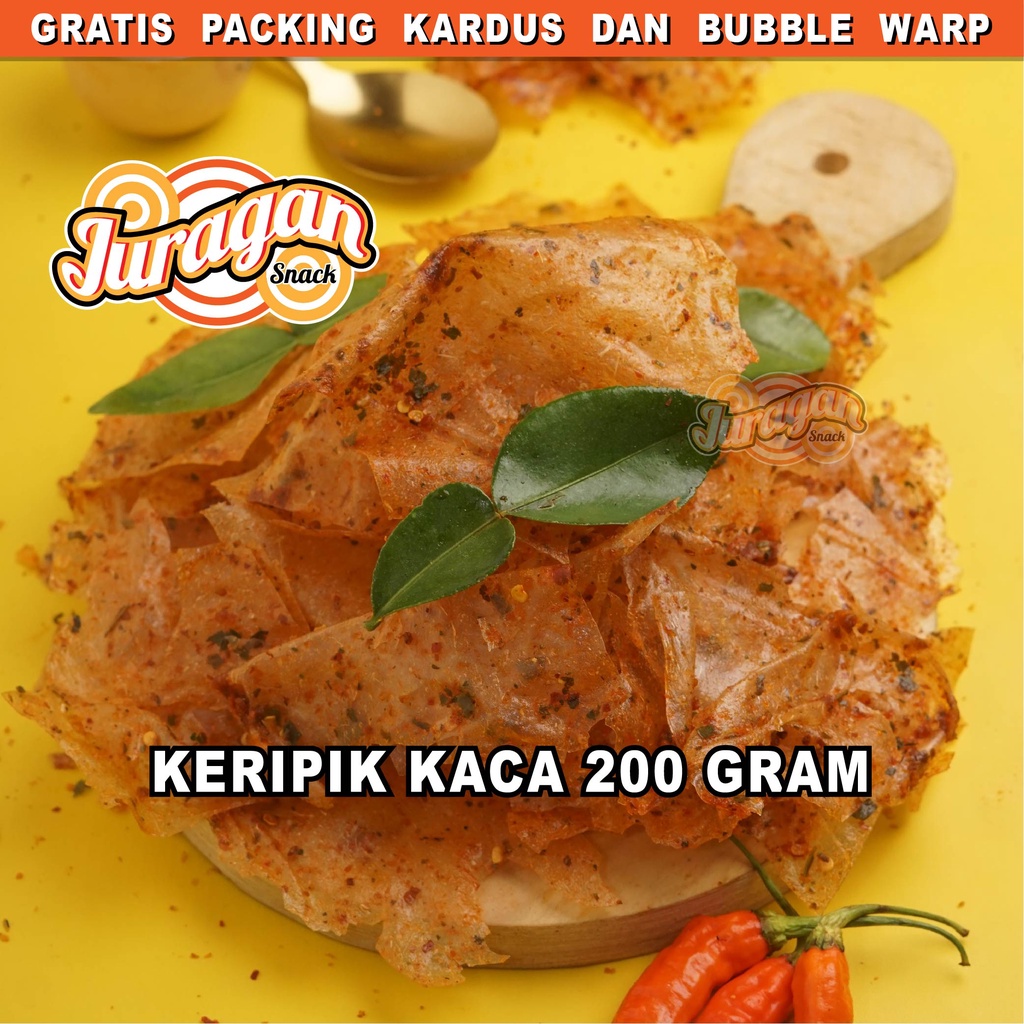 GRATIS PACKING KARDUS DAN BUBBLE WARP
Juragan
Snack
Juragan
Snack
KERIPIK KACA 200 GRAM